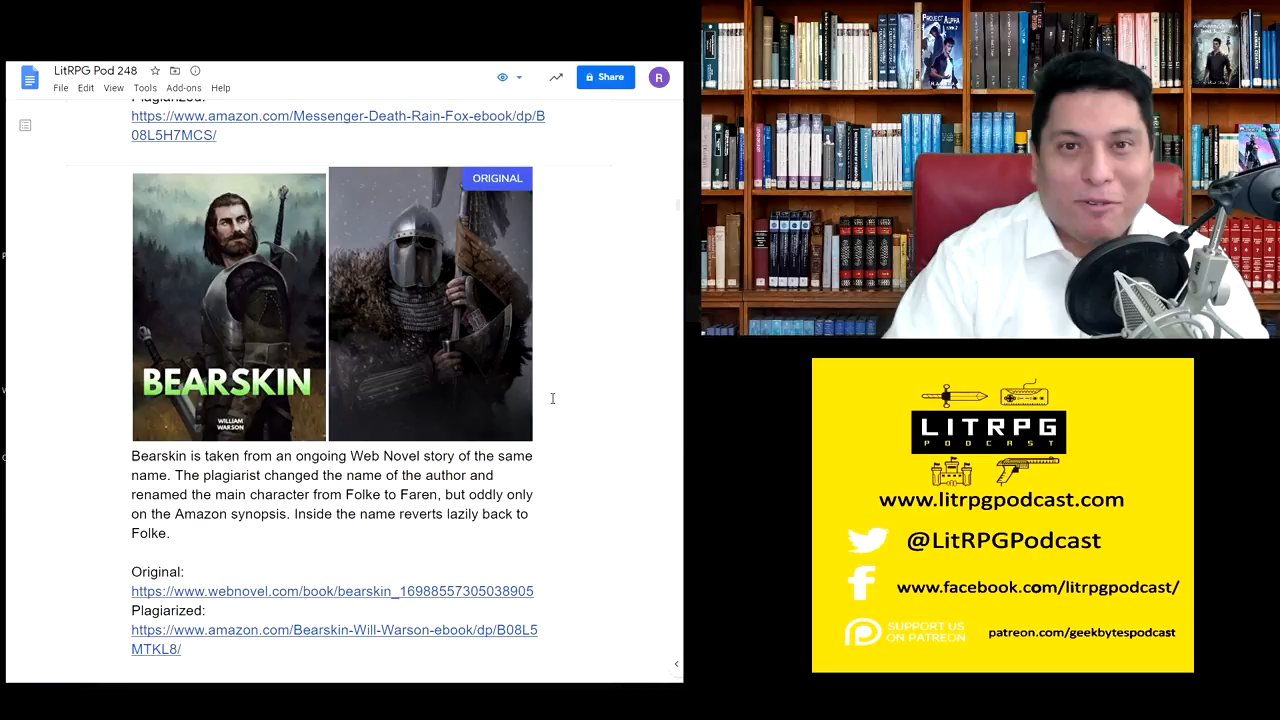 LitRPG Pod 248
File Edit View Tools Add-ons Help
Share
R
Plagiarized:
https://www.amazon.com/Messenger-Death-Rain-Fox-ebook/dp/B
08L5H7MCS/
ORIGINAL
BEARSKIN
WILLIAM
WARSON
Bearskin is taken from an ongoing Web Novel story of the same
name. The plagiarist changed the name of the author and
renamed the main character from Folke to Faren, but oddly only
on the Amazon synopsis. Inside the name reverts lazily back to
Folke.
Original:
https://www.webnovel.com/book/bearskin_16988557305038905
Plagiarized:
https://www.amazon.com/Bearskin-Will-Warson-ebook/dp/B08L5
MTKL8/
PROJECT
ALPHA
LITRPG
PODCAST
www.litrpgpodcast.com
@LitRPGPodcast
www.facebook.com/litrpgpodcast/
SUPPORT US
ON PATREON
patreon.com/geekbytespodcast